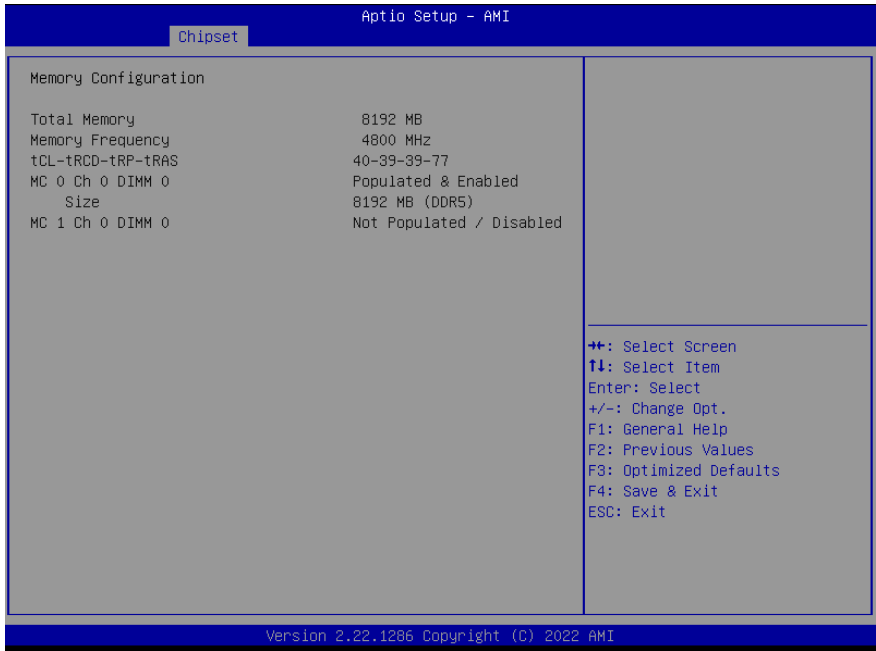 Aptio Setup – AMI
Chipset
Memory Configuration
Total Memory 8192 MB
Memory Frequency 4800 MHz
tCL-tRCD-tRP-tRAS 40-39-39-77
MC 0 Ch 0 DIMM 0 Populated & Enabled
Size 8192 MB (DDR5)
MC 1 Ch 0 DIMM 0 Not Populated / Disabled
→←: Select Screen
↑↓: Select Item
Enter: Select
+/-: Change Opt.
F1: General Help
F2: Previous Values
F3: Optimized Defaults
F4: Save & Exit
ESC: Exit
Version 2.22.1286 Copyright (C) 2022 AMI